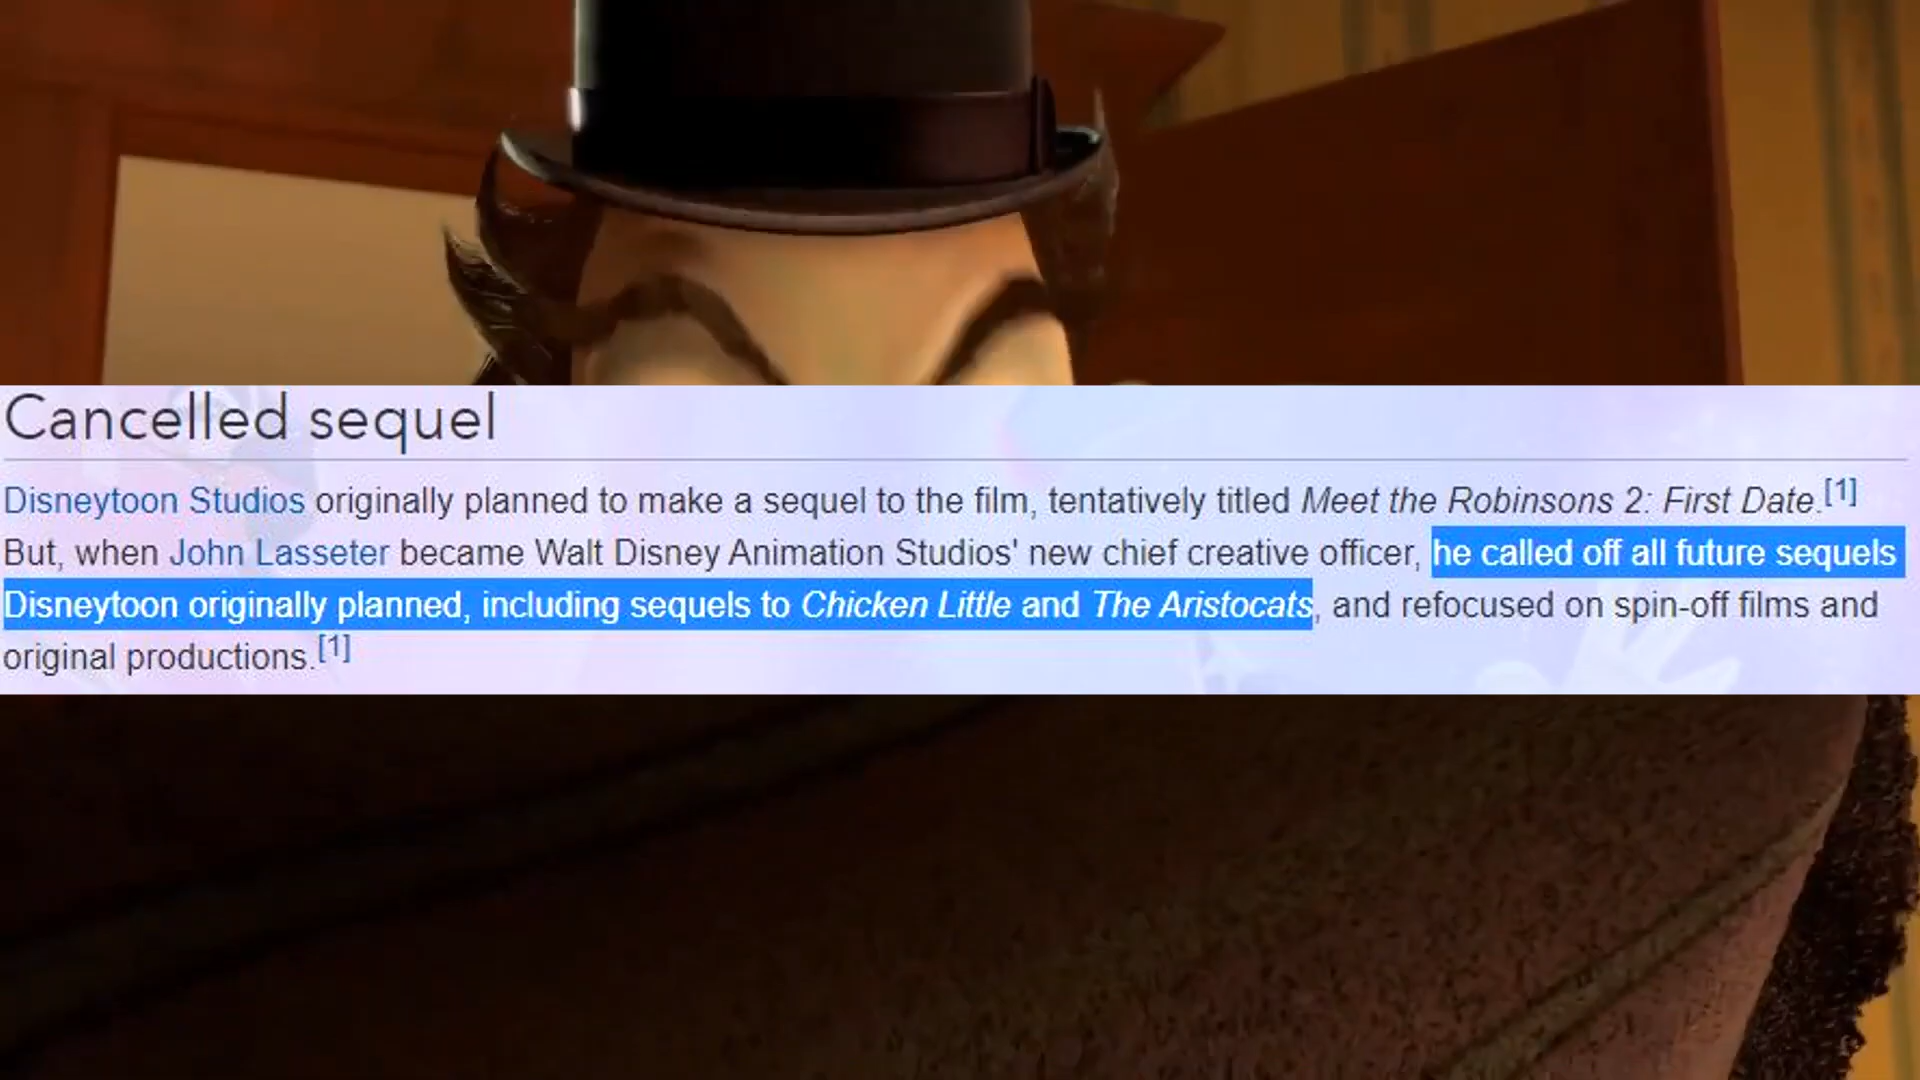 Cancelled sequel
Disneytoon Studios originally planned to make a sequel to the film, tentatively titled Meet the Robinsons 2: First Date.[1]
But, when John Lasseter became Walt Disney Animation Studios' new chief creative officer, he called off all future sequels
Disneytoon originally planned, including sequels to Chicken Little and The Aristocats, and refocused on spin-off films and
original productions.[1]